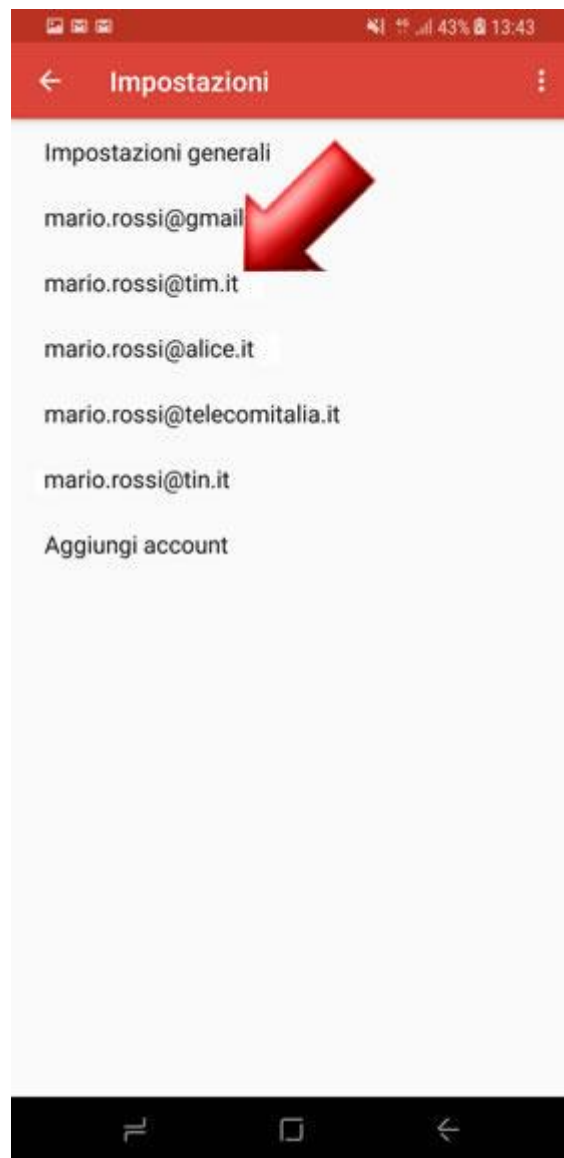 43% 13:43
Impostazioni
Impostazioni generali
mario.rossi@gmail
mario.rossi@tim.it
mario.rossi@alice.it
mario.rossi@telecomitalia.it
mario.rossi@tin.it
Aggiungi account